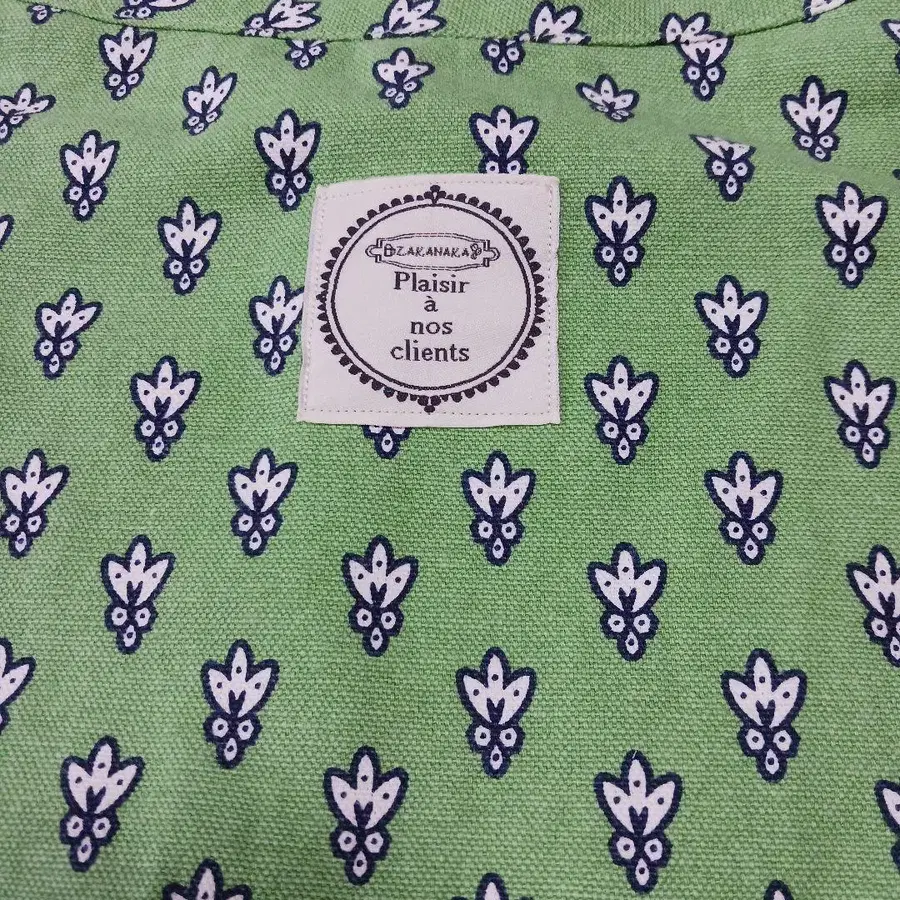 ZAKANAKA
Plaisir
à
nos
clients